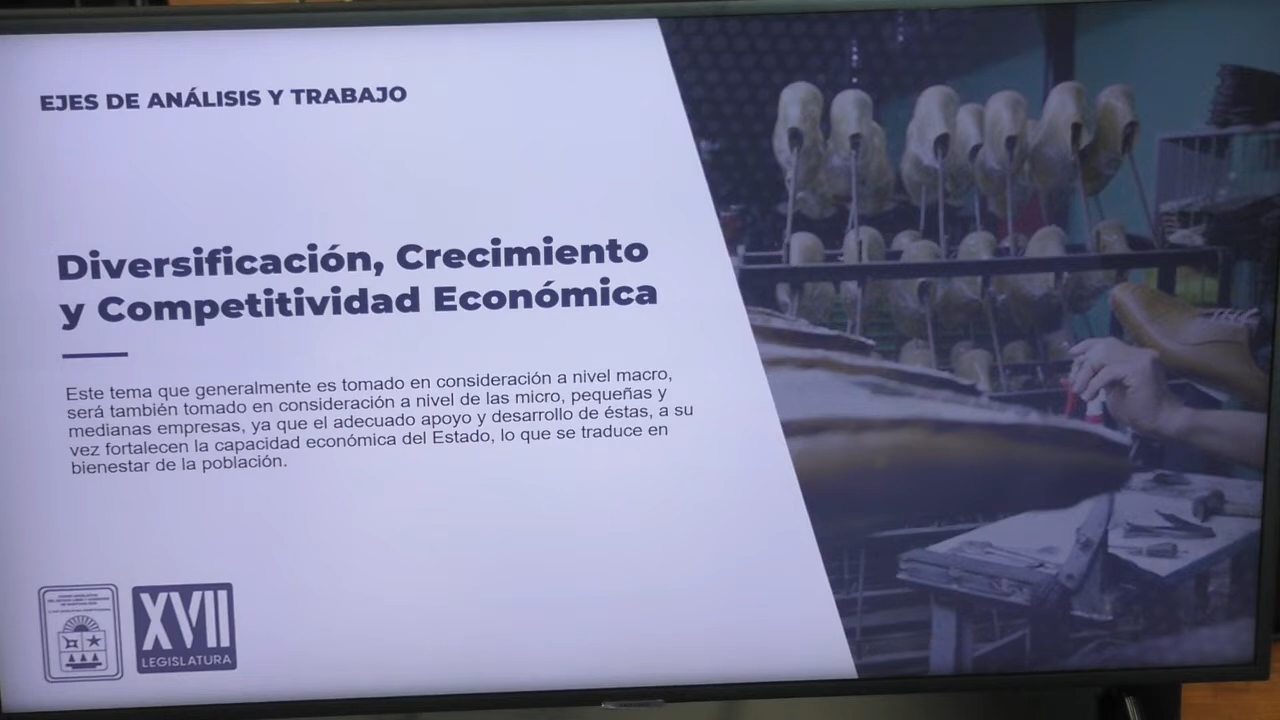 EJES DE ANÁLISIS Y TRABAJO
Diversificación, Crecimiento
y Competitividad Económica
Este tema que generalmente es tomado en consideración a nivel macro,
será también tomado en consideración a nivel de las micro, pequeñas y
medianas empresas, ya que el adecuado apoyo y desarrollo de éstas, a su
vez fortalecen la capacidad económica del Estado, lo que se traduce en
bienestar de la población.
XVII
LEGISLATURA